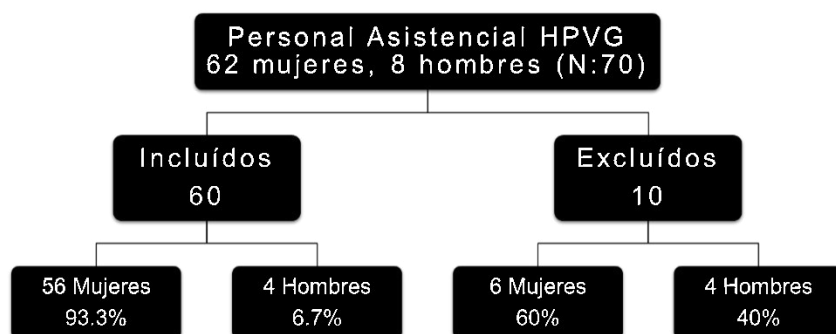 Personal Asistencial HPVG
62 mujeres, 8 hombres (N:70)
Incluídos
60
Excluídos
10
56 Mujeres
93.3%
4 Hombres
6.7%
6 Mujeres
60%
4 Hombres
40%